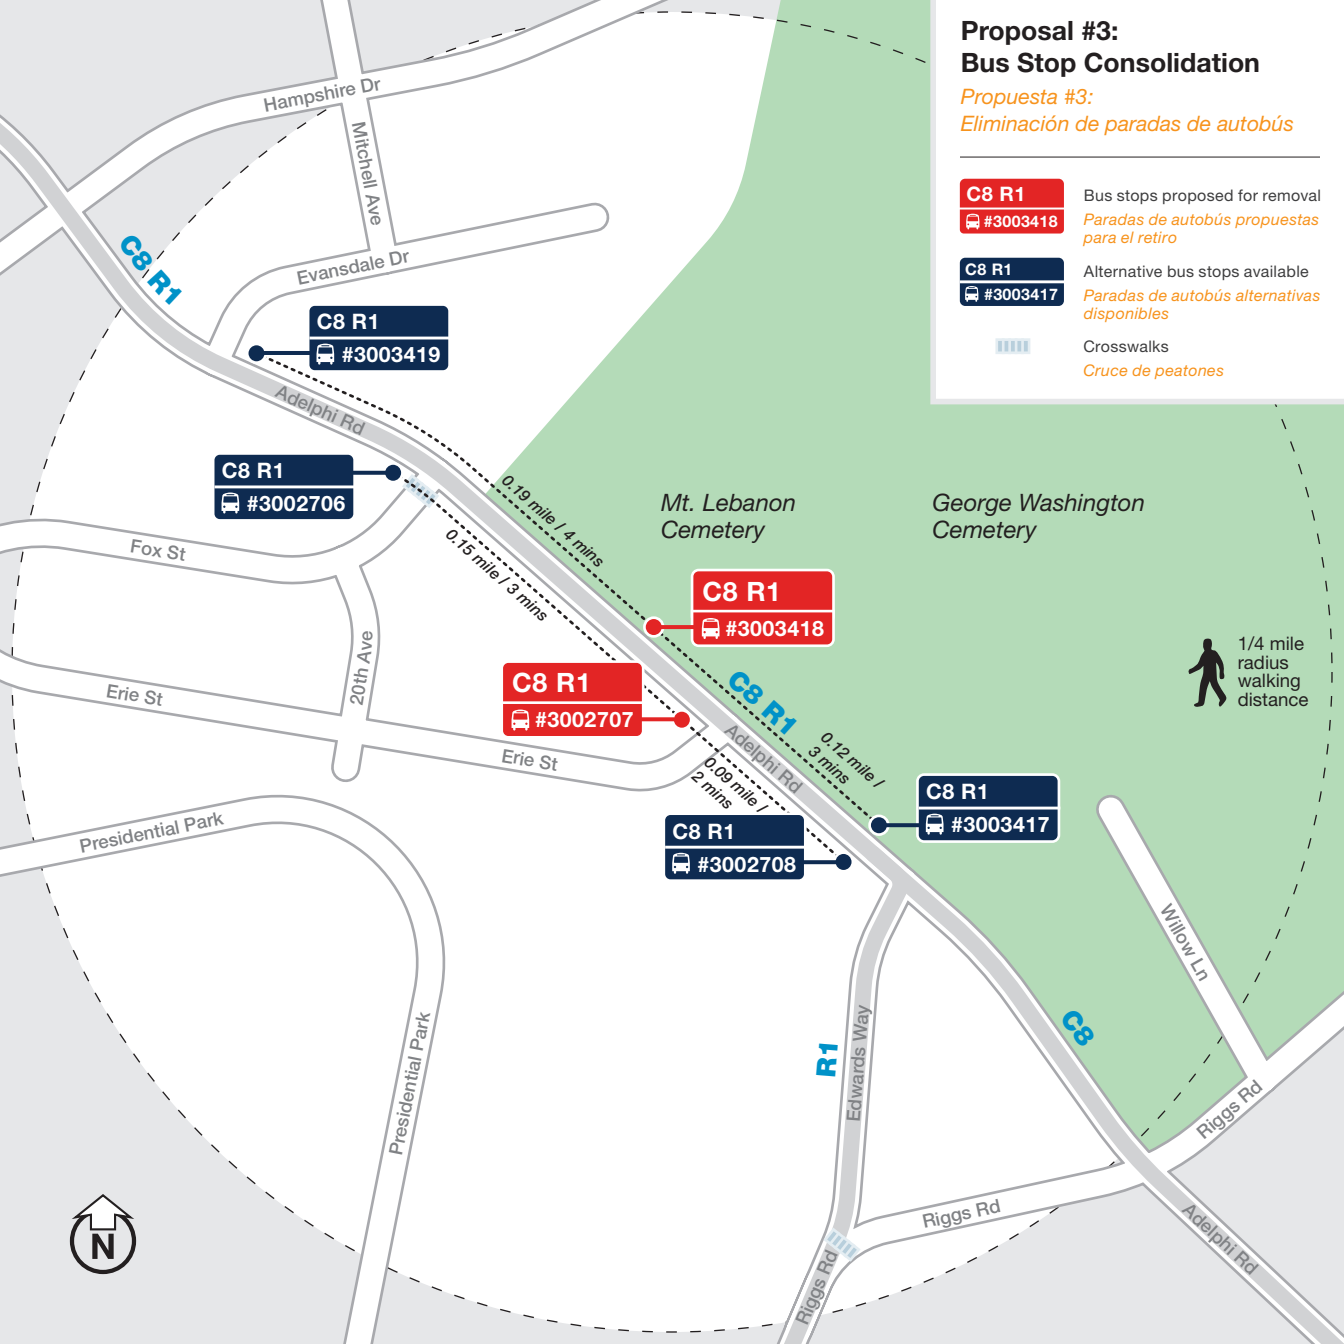 Proposal #3:
Bus Stop Consolidation
Propuesta #3:
Eliminación de paradas de autobús
C8 R1
#3003418
Bus stops proposed for removal
Paradas de autobús propuestas
para el retiro
C8 R1
#3003417
Alternative bus stops available
Paradas de autobús alternativas
disponibles
Crosswalks
Cruce de peatones
Hampshire Dr
Mitchell Ave
Evansdale Dr
C8 R1
C8 R1
#3003419
Adelphi Rd
C8 R1
#3002706
0.19 mile / 4 mins
Mt. Lebanon
Cemetery
George Washington
Cemetery
Fox St
0.15 mile / 3 mins
C8 R1
#3003418
20th Ave
Erie St
C8 R1
#3002707
C8 R1
1/4 mile
radius
walking
distance
Erie St
Adelphi Rd
0.12 mile /
3 mins
0.09 mile /
2 mins
C8 R1
#3003417
C8 R1
#3002708
Presidential Park
Willow Ln
Presidential Park
R1
Edwards Way
C8
Riggs Rd
Riggs Rd
Adelphi Rd
Riggs Rd
N